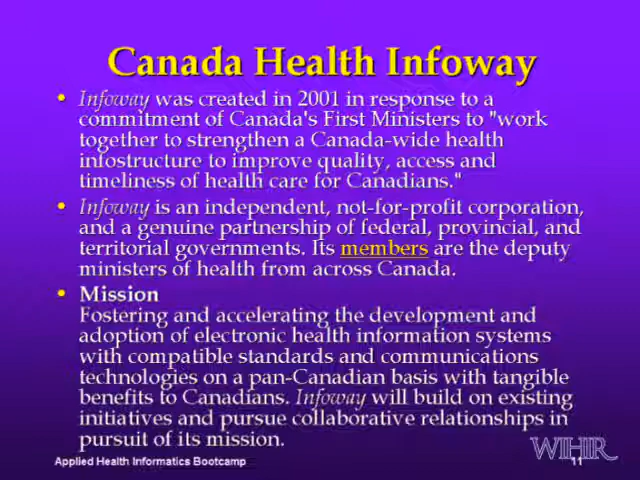 Canada Health Infoway
• Infoway was created in 2001 in response to a
commitment of Canada's First Ministers to "work
together to strengthen a Canada-wide health
infostructure to improve quality, access and
timeliness of health care for Canadians."
• Infoway is an independent, not-for-profit corporation,
and a genuine partnership of federal, provincial, and
territorial governments. Its members are the deputy
ministers of health from across Canada.
• Mission
Fostering and accelerating the development and
adoption of electronic health information systems
with compatible standards and communications
technologies on a pan-Canadian basis with tangible
benefits to Canadians. Infoway will build on existing
initiatives and pursue collaborative relationships in
pursuit of its mission.
WIHIR
Applied Health Informatics Bootcamp
11